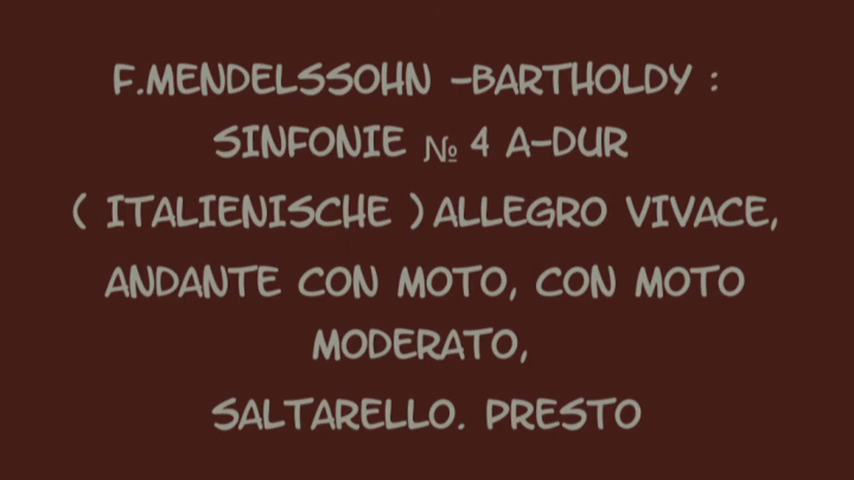 F.MENDELSSOHN -BARTHOLDY :
SINFONIE № 4 A-DUR
( ITALIENISCHE ) ALLEGRO VIVACE,
ANDANTE CON MOTO, CON MOTO
MODERATO,
SALTARELLO. PRESTO